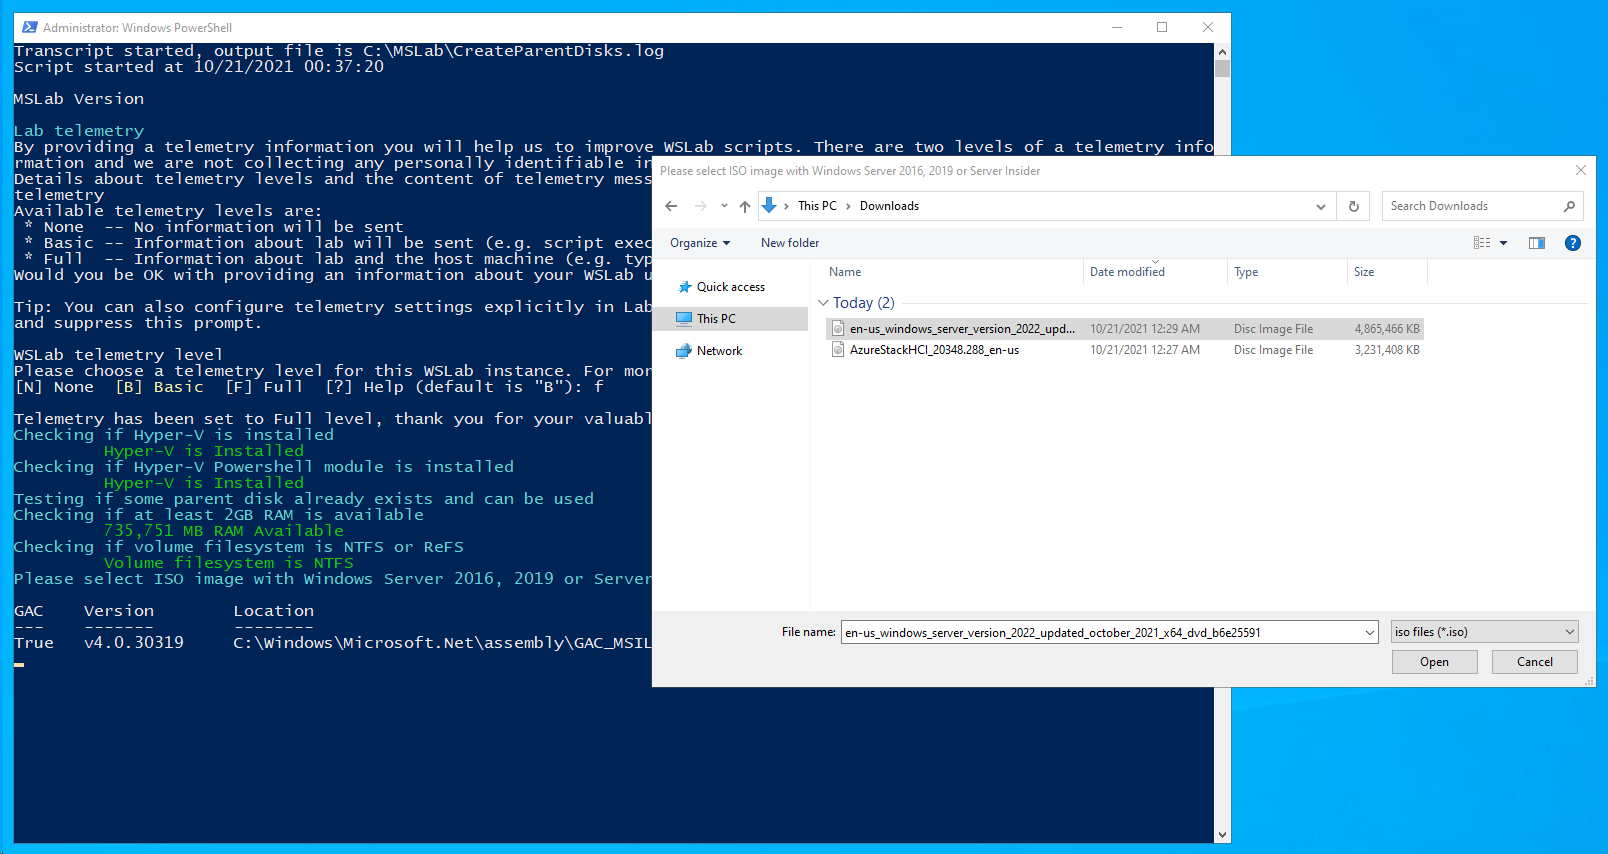 Administrator: Windows PowerShell
Transcript started, output file is C:\MSLab\CreateParentDisks.log
Script started at 10/21/2021 00:37:20
MSLab Version
Lab telemetry
By providing a telemetry information you will help us to improve WSLab scripts. There are two levels of a telemetry info
rmation and we are not collecting any personally identifiable in
Details about telemetry levels and the content of telemetry mess
telemetry
Available telemetry levels are:
* None  -- No information will be sent
* Basic -- Information about lab will be sent (e.g. script exec
* Full  -- Information about lab and the host machine (e.g. typ
Would you be OK with providing an information about your WSLab u
Tip: You can also configure telemetry settings explicitly in Lab
and suppress this prompt.
WSLab telemetry level
Please choose a telemetry level for this WSLab instance. For mor
[N] None  [B] Basic  [F] Full  [?] Help (default is "B"): f
Telemetry has been set to Full level, thank you for your valuabl
Checking if Hyper-V is installed
Hyper-V is Installed
Checking if Hyper-V Powershell module is installed
Hyper-V is Installed
Testing if some parent disk already exists and can be used
Checking if at least 2GB RAM is available
735,751 MB RAM Available
Checking if volume filesystem is NTFS or ReFS
Volume filesystem is NTFS
Please select ISO image with Windows Server 2016, 2019 or Server
GAC    Version        Location
---    -------        --------
True   v4.0.30319     C:\Windows\Microsoft.Net\assembly\GAC_MSIL
Please select ISO image with Windows Server 2016, 2019 or Server Insider
This PC > Downloads
Search Downloads
Organize New folder
Quick access
This PC
Network
Name Date modified Type Size
Today (2)
en-us_windows_server_version_2022_upd... 10/21/2021 12:29 AM Disc Image File 4,865,466 KB
AzureStackHCI_20348.288_en-us 10/21/2021 12:27 AM Disc Image File 3,231,408 KB
File name: en-us_windows_server_version_2022_updated_october_2021_x64_dvd_b6e25591 iso files (*.iso)
Open Cancel